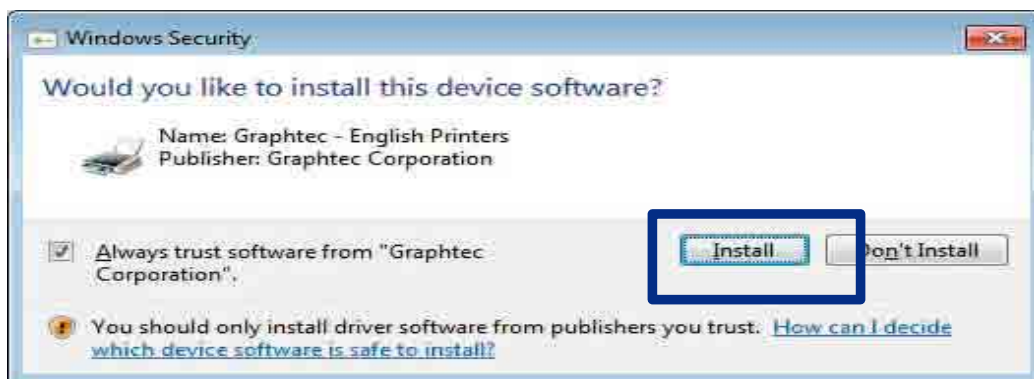 Windows Security
Would you like to install this device software?
Name: Graphtec - English Printers
Publisher: Graphtec Corporation
Always trust software from "Graphtec
Corporation".
Install
Don't Install
You should only install driver software from publishers you trust. How can I decide
which device software is safe to install?